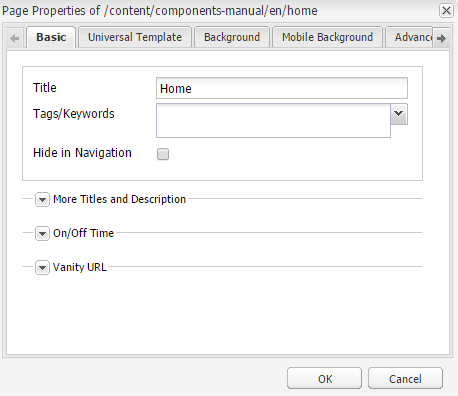 Page Properties of /content/components-manual/en/home
Basic Universal Template Background Mobile Background Advanc
Title Home
Tags/Keywords
Hide in Navigation
More Titles and Description
On/Off Time
Vanity URL
OK Cancel